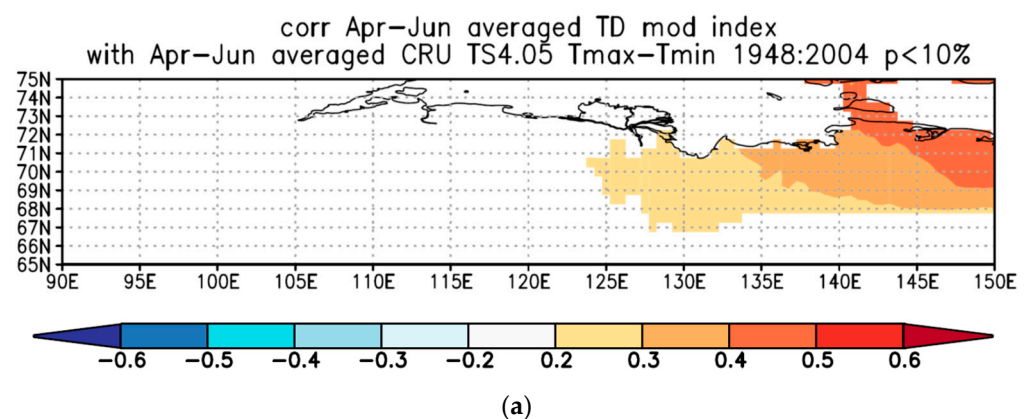 corr Apr-Jun averaged TD mod index
with Apr-Jun averaged CRU TS4.05 Tmax-Tmin 1948:2004 p<10%
75N
74N
73N
72N
71N
70N
69N
68N
67N
66N
65N
90E 95E 100E 105E 110E 115E 120E 125E 130E 135E 140E 145E 150E
-0.6 -0.5 -0.4 -0.3 -0.2 0.2 0.3 0.4 0.5 0.6
(a)